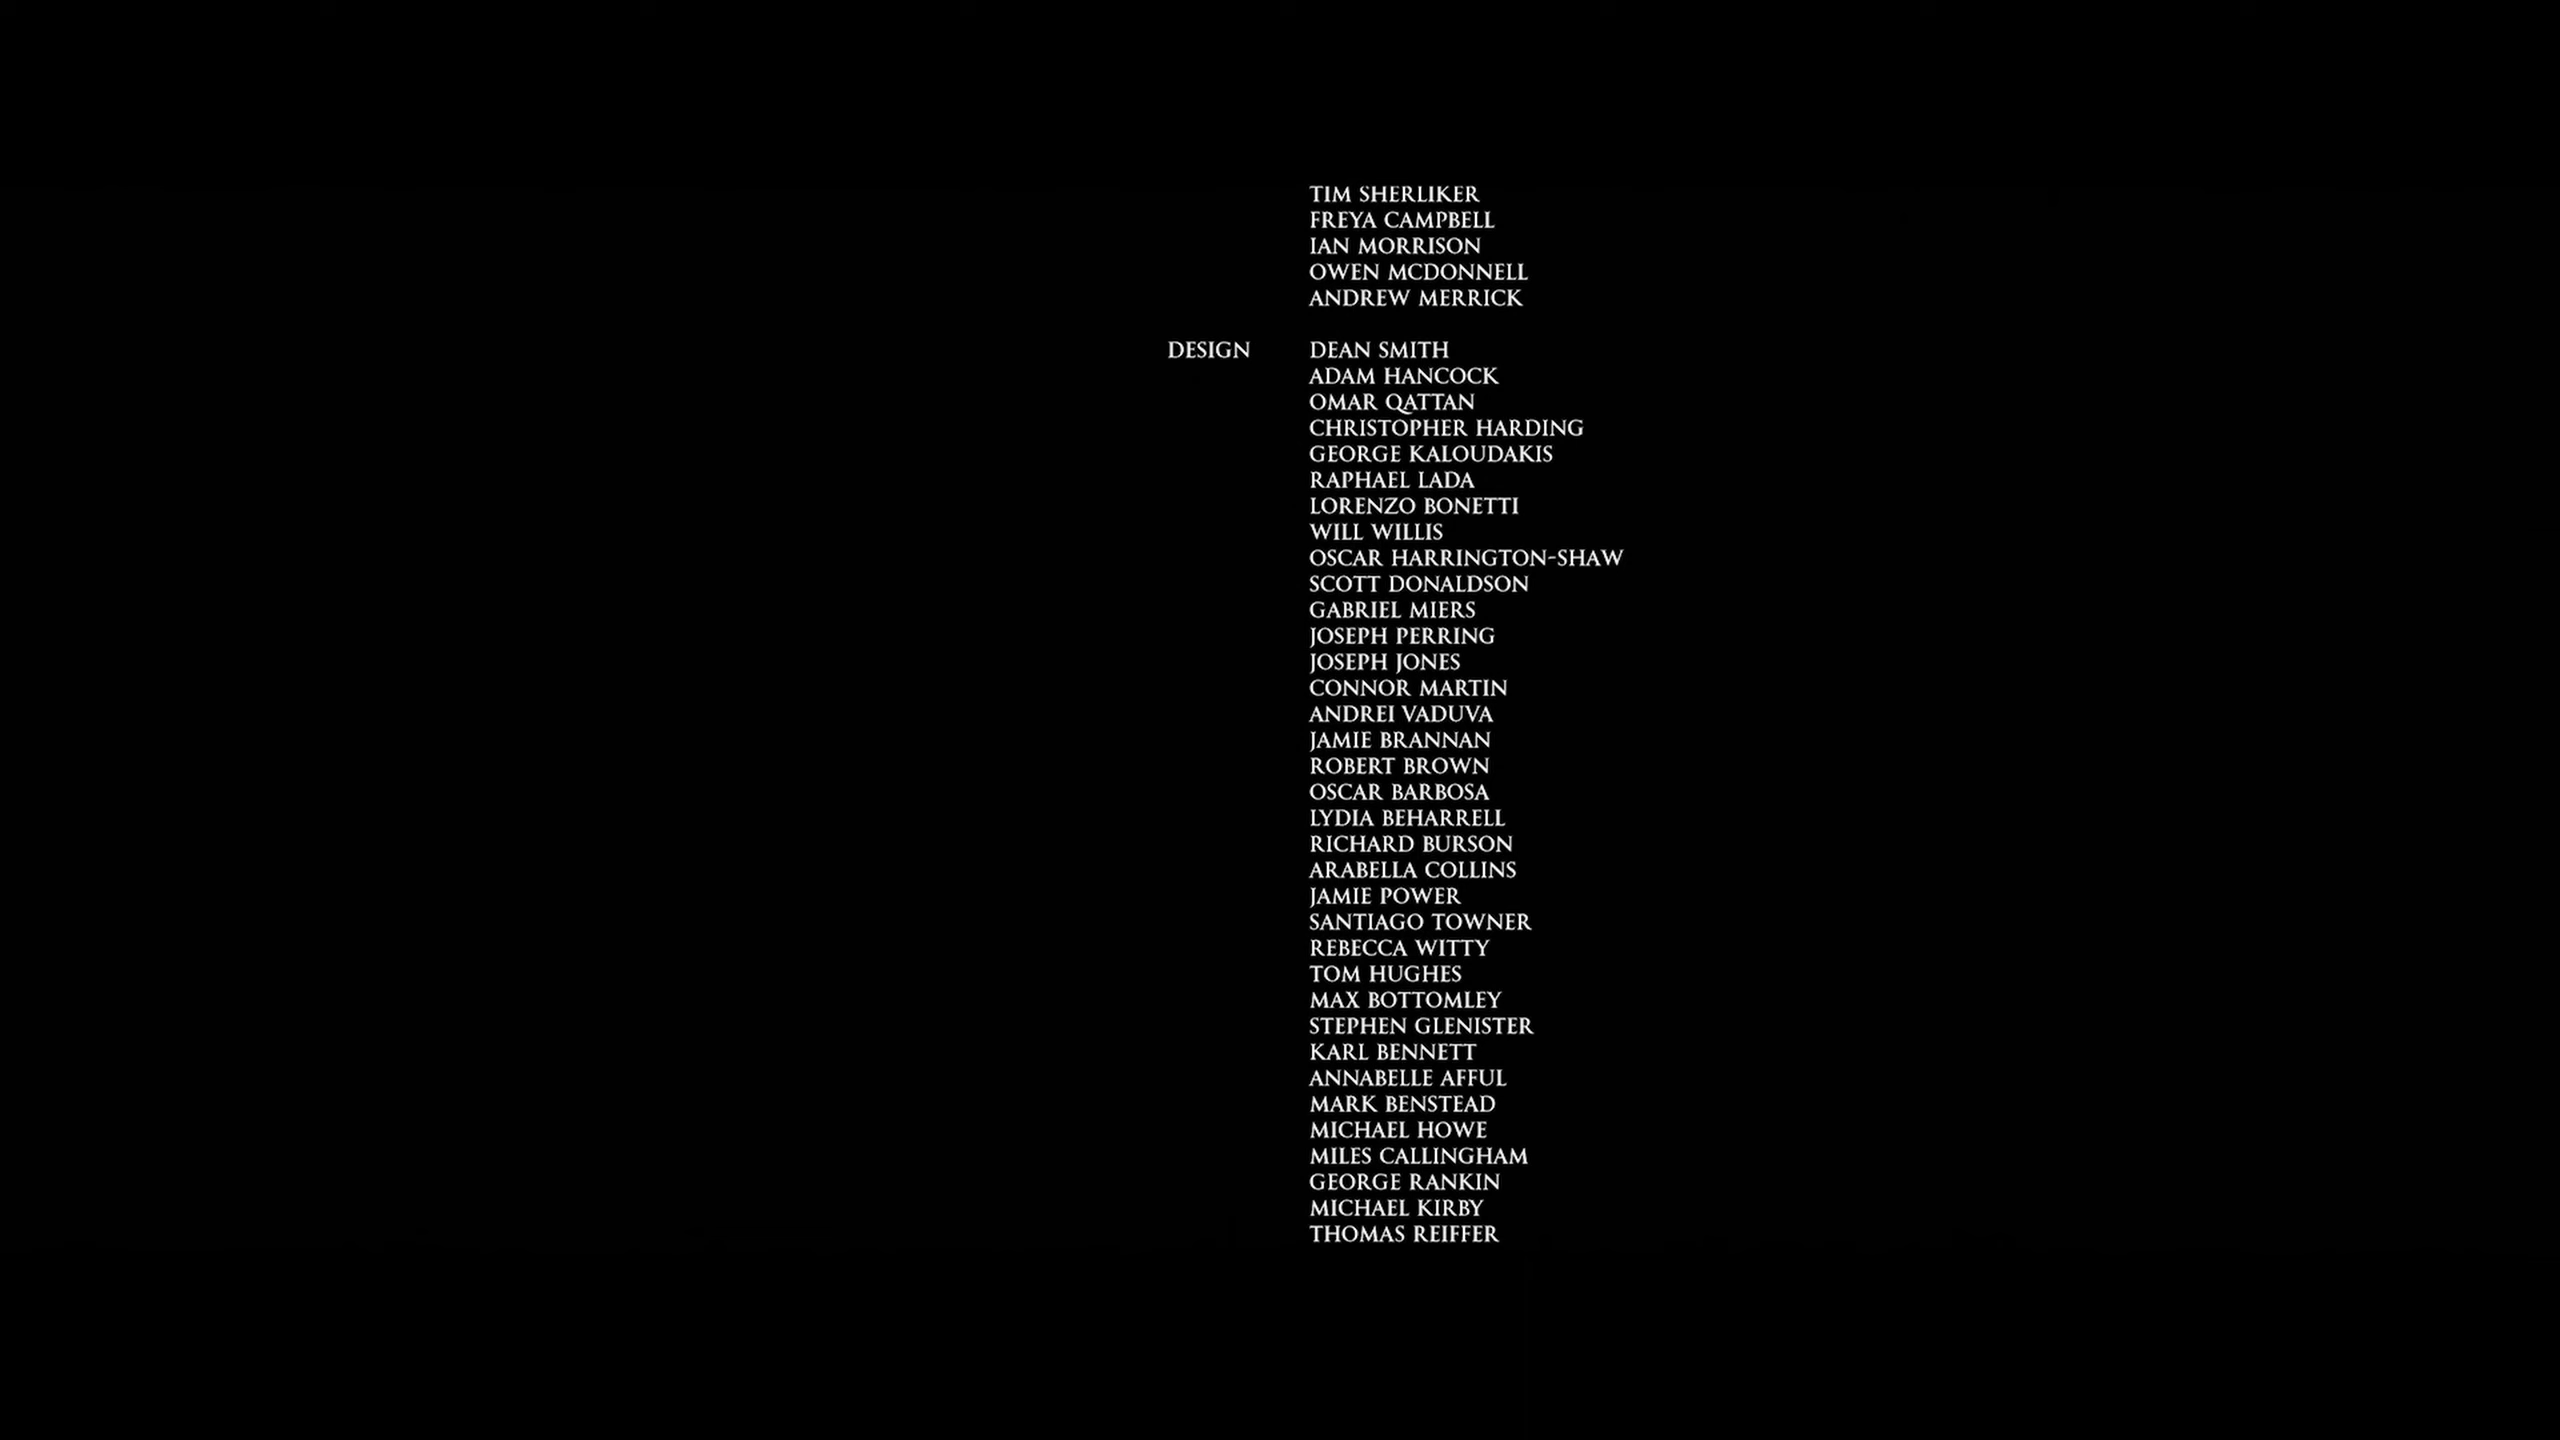 TIM SHERLIKER
FREYA CAMPBELL
IAN MORRISON
OWEN MCDONNELL
ANDREW MERRICK
DESIGN DEAN SMITH
ADAM HANCOCK
OMAR QATTAN
CHRISTOPHER HARDING
GEORGE KALOUDAKIS
RAPHAEL LADA
LORENZO BONETTI
WILL WILLIS
OSCAR HARRINGTON-SHAW
SCOTT DONALDSON
GABRIEL MIERS
JOSEPH PERRING
JOSEPH JONES
CONNOR MARTIN
ANDREI VADUVA
JAMIE BRANNAN
ROBERT BROWN
OSCAR BARBOSA
LYDIA BEHARRELL
RICHARD BURSON
ARABELLA COLLINS
JAMIE POWER
SANTIAGO TOWNER
REBECCA WITTY
TOM HUGHES
MAX BOTTOMLEY
STEPHEN GLENISTER
KARL BENNETT
ANNABELLE AFFUL
MARK BENSTEAD
MICHAEL HOWE
MILES CALLINGHAM
GEORGE RANKIN
MICHAEL KIRBY
THOMAS REIFFER